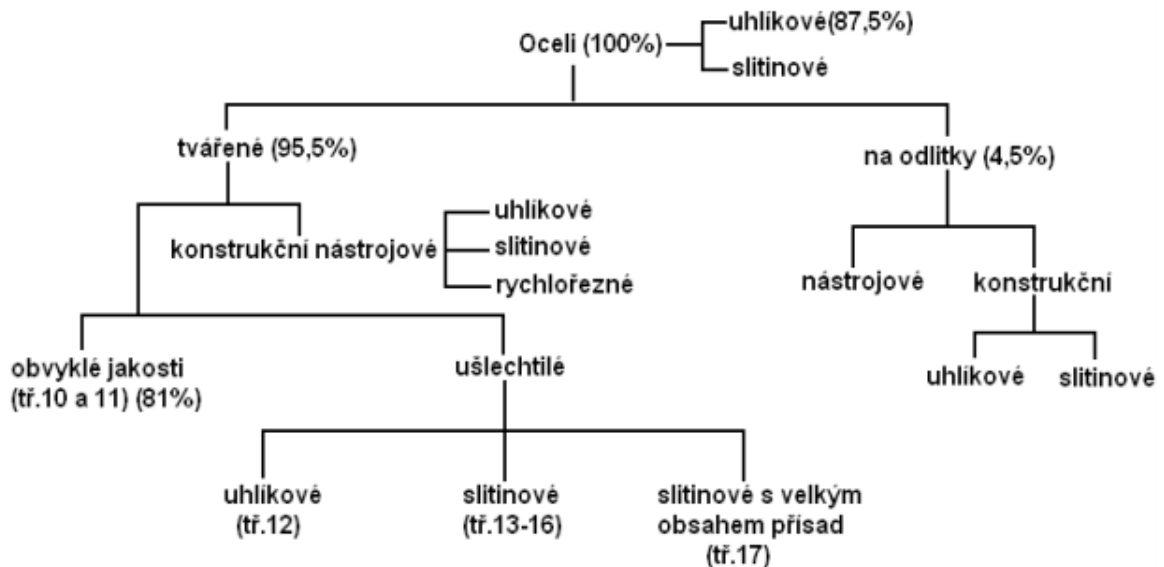 Oceli (100%)
uhlíkové(87,5%)
slitinové
tvářené (95,5%)
na odlitky (4,5%)
konstrukční nástrojové
uhlíkové
slitinové
rychlořezné
nástrojové
konstrukční
uhlíkové
slitinové
obvyklé jakosti
(tř.10 a 11) (81%)
ušlechtilé
uhlíkové
(tř.12)
slitinové
(tř.13-16)
slitinové s velkým
obsahem přísad
(tř.17)